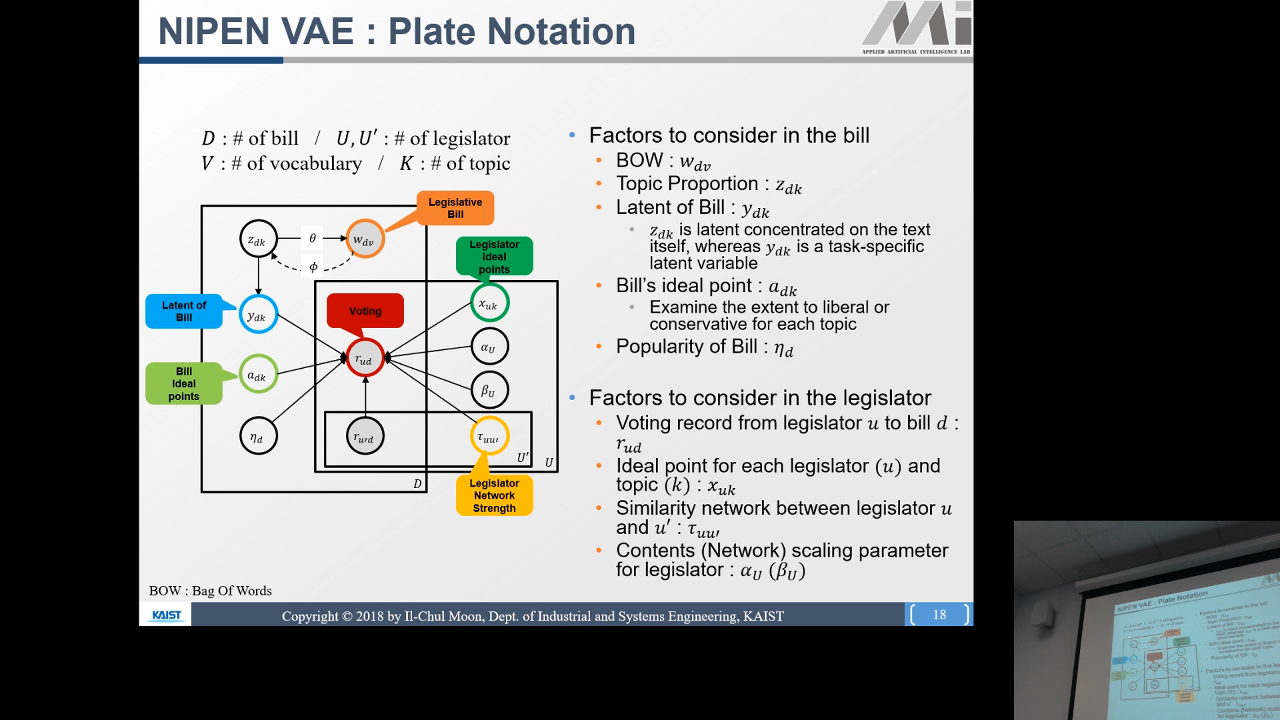 NIPEN VAE : Plate Notation
APPLIED ARTIFICIAL INTELLIGENCE LAB
D : # of bill / U, U′ : # of legislator
V : # of vocabulary / K : # of topic
Legislative
Bill
z_dk
θ
w_dv
ϕ
Legislator
Ideal
points
Latent of
Bill
y_dk
Voting
x_uk
r_ud
α_U
Bill
Ideal
points
a_dk
β_U
η_d
r_u′d
τ_uu′
U′
U
D
Legislator
Network
Strength
• Factors to consider in the bill
• BOW : w_dv
• Topic Proportion : z_dk
• Latent of Bill : y_dk
• z_dk is latent concentrated on the text
itself, whereas y_dk is a task-specific
latent variable
• Bill's ideal point : a_dk
• Examine the extent to liberal or
conservative for each topic
• Popularity of Bill : η_d
• Factors to consider in the legislator
• Voting record from legislator u to bill d :
r_ud
• Ideal point for each legislator (u) and
topic (k) : x_uk
• Similarity network between legislator u
and u′ : τ_uu′
• Contents (Network) scaling parameter
for legislator : α_U (β_U)
BOW : Bag Of Words
KAIST
Copyright © 2018 by Il-Chul Moon, Dept. of Industrial and Systems Engineering, KAIST
18
NIPEN VAE : Plate Notation